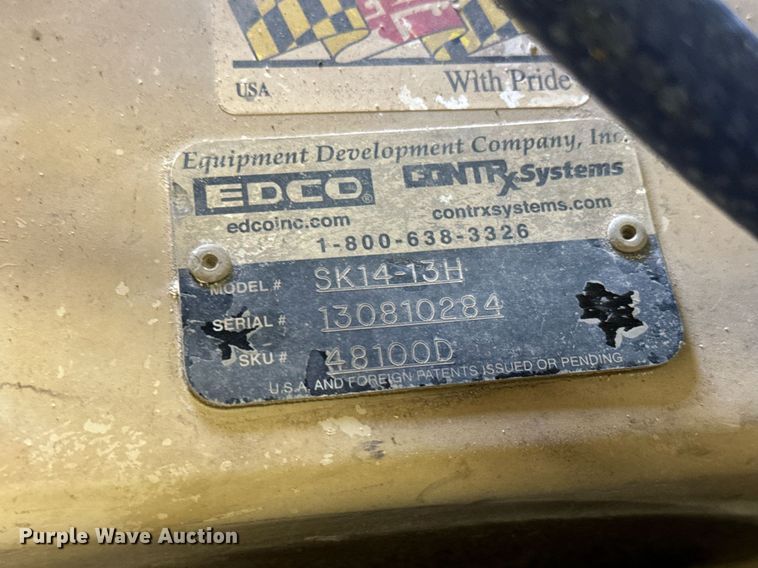 USA With Pride
Equipment Development Company, Inc.
EDCO® CONTRxSystems
edcoinc.com contrxsystems.com
1-800-638-3326
MODEL # SK14-13H
SERIAL # 130810284
SKU # 48100D
U.S.A. AND FOREIGN PATENTS ISSUED OR PENDING
Purple Wave Auction®